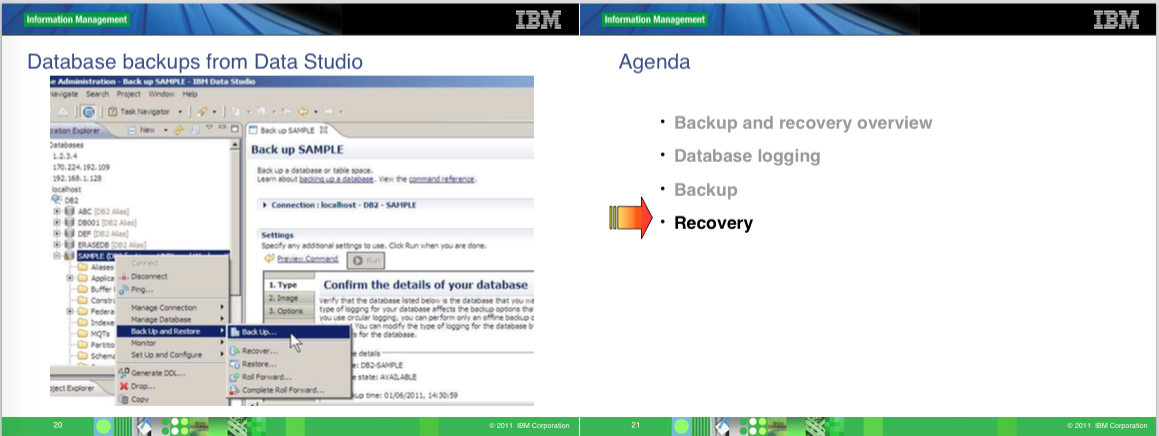 Information Management
IBM
Database backups from Data Studio
e Administration - Back up SAMPLE - IBM Data Studio
Navigate Search Project Window Help
Task Navigator
ration Explorer
New
Databases
1.2.3.4
170.224.192.109
192.168.1.128
localhost
DB2
ABC [DB2 Alias]
DB001 [DB2 Alias]
DEF [DB2 Alias]
ERASEDB [DB2 Alias]
SAMPLE
Aliases
Applica
Buffer
Constr
Federa
Indexe
MQTs
Partitio
Schema
oject Explorer
Connect
Disconnect
Ping...
Manage Connection
Manage Database
Back Up and Restore
Monitor
Set Up and Configure
Generate DDL...
Drop...
Copy
Back Up...
Recover...
Restore...
Roll Forward...
Complete Roll Forward...
Back up SAMPLE
Back up SAMPLE
Back up a database or table space.
Learn about backing up a database. View the command reference.
Connection : localhost - DB2 - SAMPLE
Settings
Specify any additional settings to use. Click Run when you are done.
Preview Command
Run
1. Type
2. Image
3. Options
Confirm the details of your database
Verify that the database listed below is the database that you wa
type of logging for your database affects the backup options tha
you use circular logging, you can perform only an offline backup o
. You can modify the type of logging for the database b
s for the database.
e details
e: DB2-SAMPLE
e state: AVAILABLE
kup time: 01/06/2011, 14:30:59
20
© 2011 IBM Corporation
Information Management
IBM
Agenda
• Backup and recovery overview
• Database logging
• Backup
• Recovery
21
© 2011 IBM Corporation